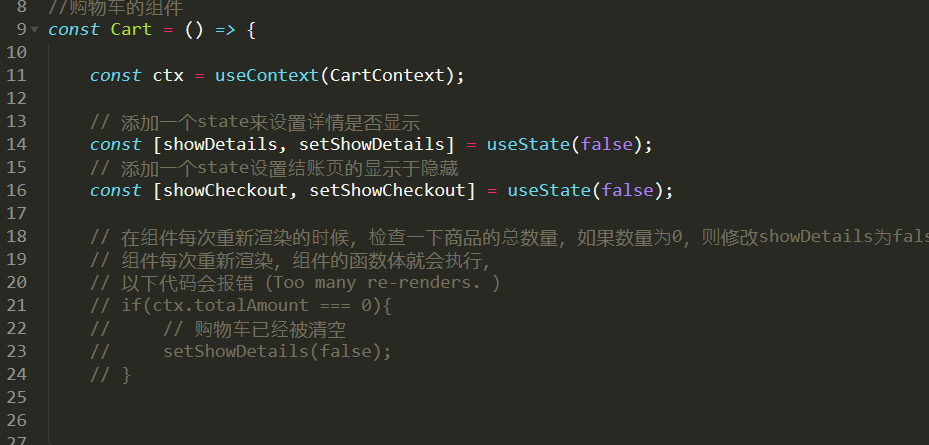 8 //购物车的组件
9 const Cart = () => {
10
11 const ctx = useContext(CartContext);
12
13 // 添加一个state来设置详情是否显示
14 const [showDetails, setShowDetails] = useState(false);
15 // 添加一个state设置结账页的显示于隐藏
16 const [showCheckout, setShowCheckout] = useState(false);
17
18 // 在组件每次重新渲染的时候，检查一下商品的总数量，如果数量为0，则修改showDetails为fals
19 // 组件每次重新渲染，组件的函数体就会执行，
20 // 以下代码会报错（Too many re-renders. ）
21 // if(ctx.totalAmount === 0){
22 // // 购物车已经被清空
23 // setShowDetails(false);
24 // }
25
26
27